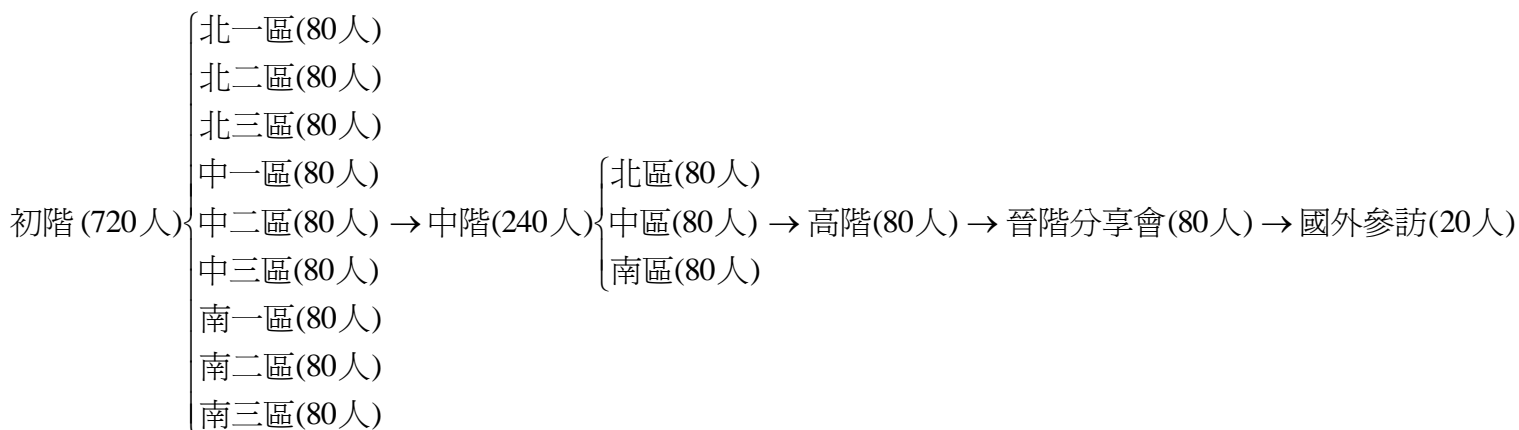 北一區(80人)
北二區(80人)
北三區(80人)
中一區(80人) 北區(80人)
初階(720人) 中二區(80人) → 中階(240人) 中區(80人) → 高階(80人) → 晉階分享會(80人) → 國外參訪(20人)
中三區(80人) 南區(80人)
南一區(80人)
南二區(80人)
南三區(80人)